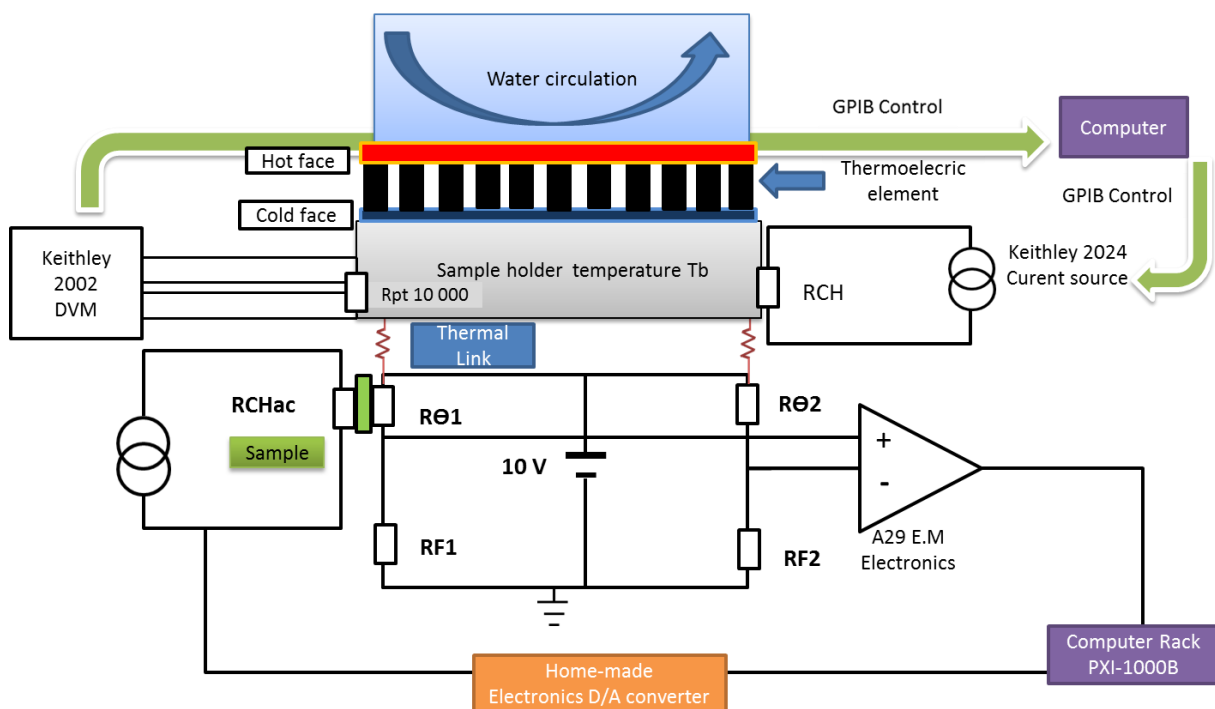 Water circulation
GPIB Control
Computer
Hot face
Thermoelecric
element
GPIB Control
Cold face
Keithley
2002
DVM
Sample holder temperature Tb
Rpt 10 000
RCH
Keithley 2024
Curent source
Thermal
Link
RCHac
RΘ1
RΘ2
Sample
10 V
+
-
RF1
RF2
A29 E.M
Electronics
Computer Rack
PXI-1000B
Home-made
Electronics D/A converter